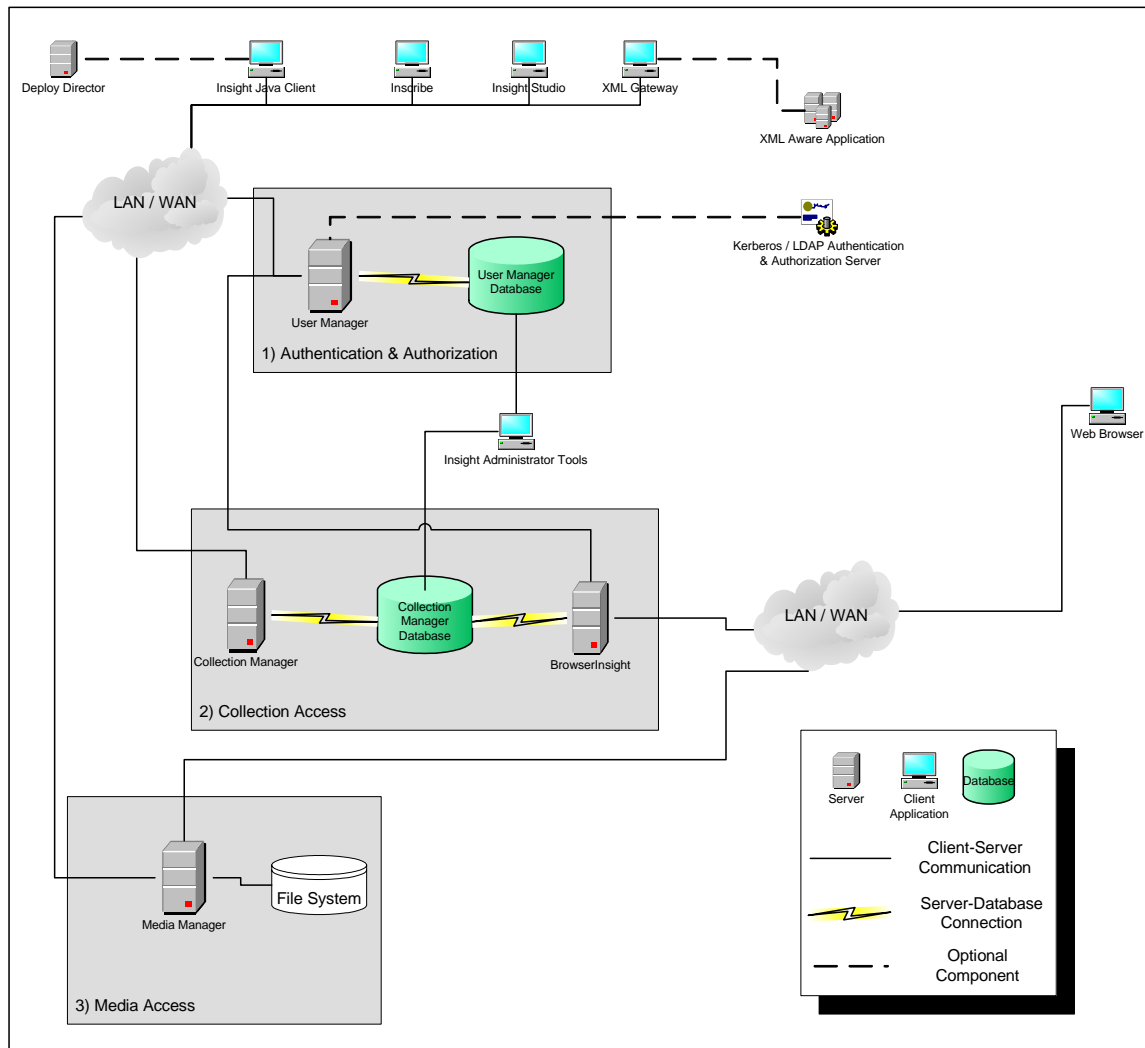 Deploy Director
Insight Java Client
Inscribe
Insight Studio
XML Gateway
XML Aware Application
LAN / WAN
Kerberos / LDAP Authentication
& Authorization Server
User Manager
Database
User Manager
1) Authentication & Authorization
Insight Administrator Tools
Web Browser
Collection
Manager
Database
Collection Manager
BrowserInsight
LAN / WAN
2) Collection Access
Server
Client
Application
Database
Client-Server
Communication
Server-Database
Connection
Optional
Component
File System
Media Manager
3) Media Access